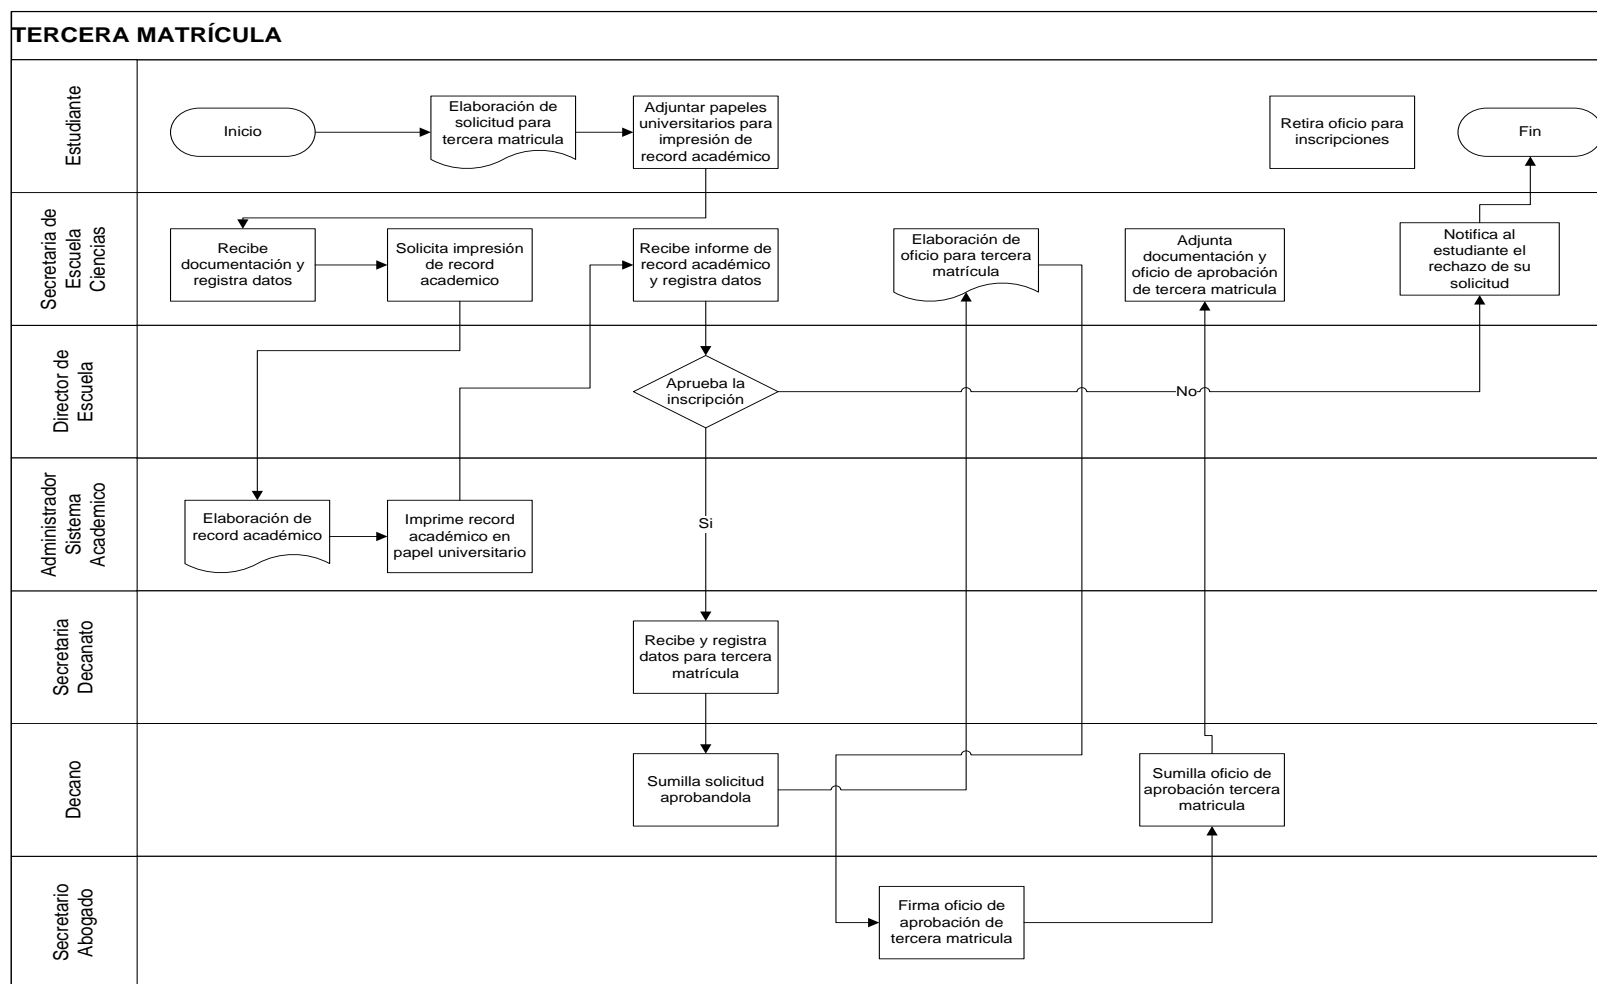 TERCERA MATRÍCULA
Estudiante
Inicio
Elaboración de
solicitud para
tercera matricula
Adjuntar papeles
universitarios para
impresión de
record académico
Retira oficio para
inscripciones
Fin
Secretaria de
Escuela
Ciencias
Recibe
documentación y
registra datos
Solicita impresión
de record
academico
Recibe informe de
record académico
y registra datos
Elaboración de
oficio para tercera
matrícula
Adjunta
documentación y
oficio de aprobación
de tercera matricula
Notifica al
estudiante el
rechazo de su
solicitud
Director de
Escuela
Aprueba la
inscripción
No
Administrador
Sistema
Academico
Elaboración de
record académico
Imprime record
académico en
papel universitario
Si
Secretaria
Decanato
Recibe y registra
datos para tercera
matrícula
Decano
Sumilla solicitud
aprobandola
Sumilla oficio de
aprobación tercera
matricula
Secretario
Abogado
Firma oficio de
aprobación de
tercera matricula